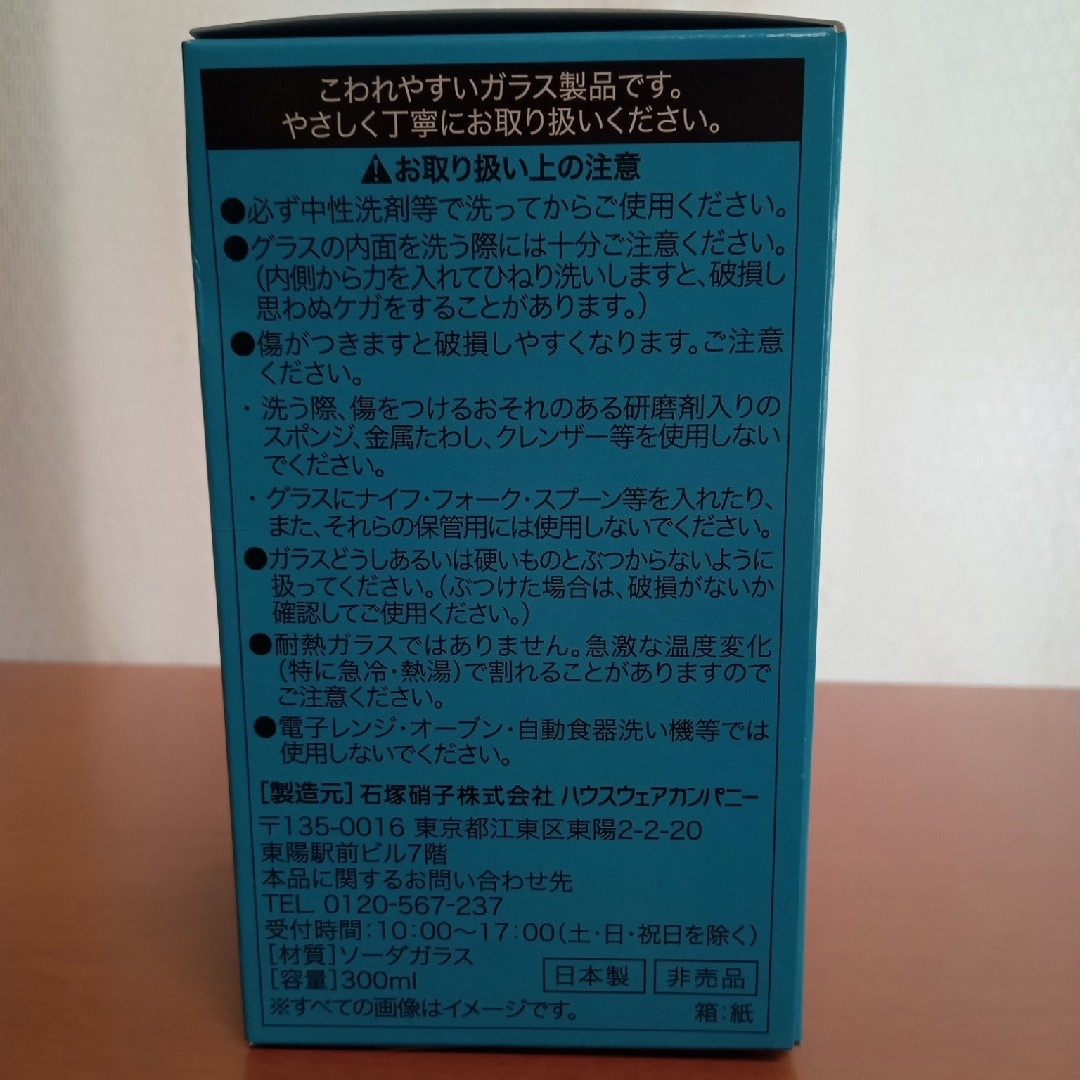 こわれやすいガラス製品です。
やさしく丁寧にお取り扱いください。
⚠お取り扱い上の注意
●必ず中性洗剤等で洗ってからご使用ください。
●グラスの内面を洗う際には十分ご注意ください。
(内側から力を入れてひねり洗いしますと、破損し
思わぬケガをすることがあります。)
●傷がつきますと破損しやすくなります。ご注意
ください。
・洗う際、傷をつけるおそれのある研磨剤入りの
スポンジ、金属たわし、クレンザー等を使用しない
でください。
・グラスにナイフ・フォーク・スプーン等を入れたり、
また、それらの保管用には使用しないでください。
●ガラスどうしあるいは硬いものとぶつからないように
扱ってください。(ぶつけた場合は、破損がないか
確認してご使用ください。)
●耐熱ガラスではありません。急激な温度変化
(特に急冷・熱湯)で割れることがありますので
ご注意ください。
●電子レンジ・オーブン・自動食器洗い機等では
使用しないでください。
[製造元]石塚硝子株式会社 ハウスウェアカンパニー
〒135-0016 東京都江東区東陽2-2-20
東陽駅前ビル7階
本品に関するお問い合わせ先
TEL. 0120-567-237
受付時間:10:00〜17:00(土・日・祝日を除く)
[材質]ソーダガラス
[容量]300ml 日本製 非売品
※すべての画像はイメージです。 箱:紙